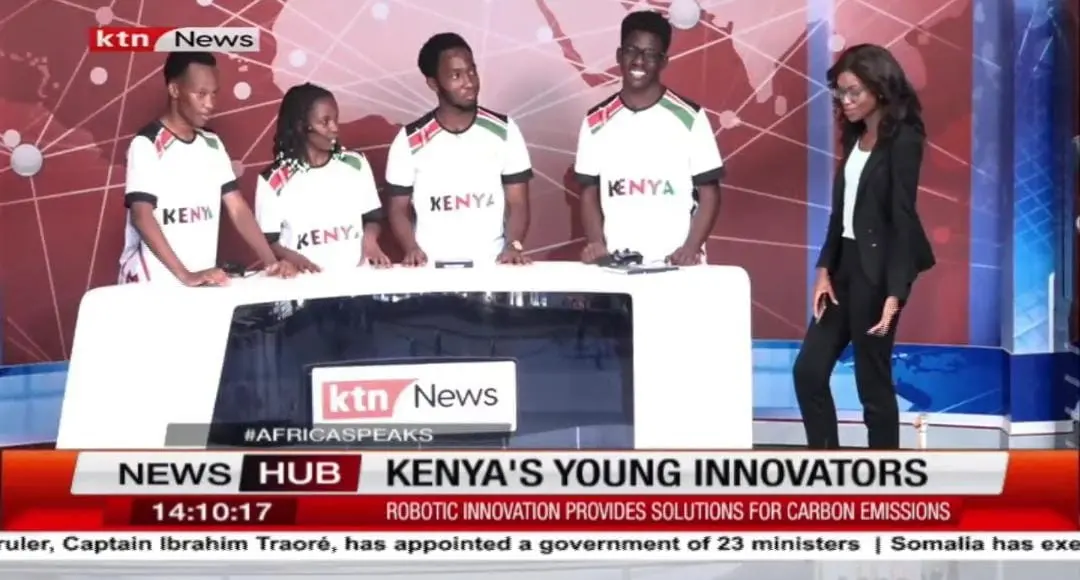 ktn News
KENYA
KENYA
KENYA
KENYA
ktn News
#AFRICASPEAKS
NEWS HUB
KENYA'S YOUNG INNOVATORS
14:10:17
ROBOTIC INNOVATION PROVIDES SOLUTIONS FOR CARBON EMISSIONS
ruler, Captain Ibrahim Traoré, has appointed a government of 23 ministers | Somalia has exe